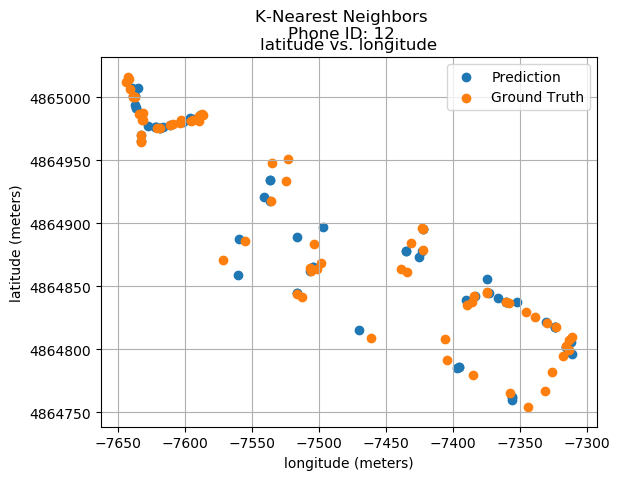 K-Nearest Neighbors
Phone ID: 12
latitude vs. longitude
Prediction
Ground Truth
4865000
4864950
4864900
4864850
4864800
4864750
latitude (meters)
−7650 −7600 −7550 −7500 −7450 −7400 −7350 −7300
longitude (meters)